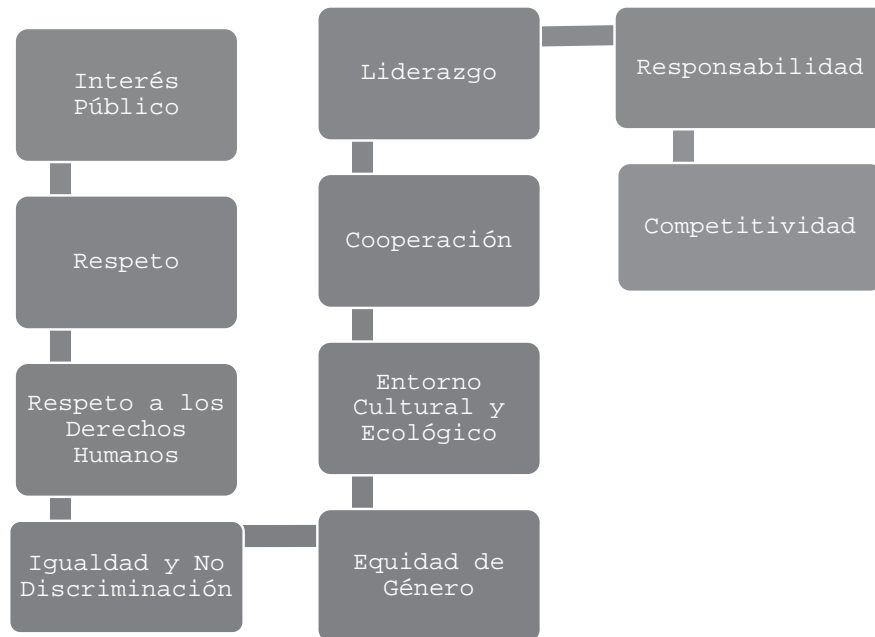 Interés
Público
Respeto
Respeto a los
Derechos
Humanos
Igualdad y No
Discriminación
Equidad de
Género
Entorno
Cultural y
Ecológico
Cooperación
Liderazgo
Responsabilidad
Competitividad